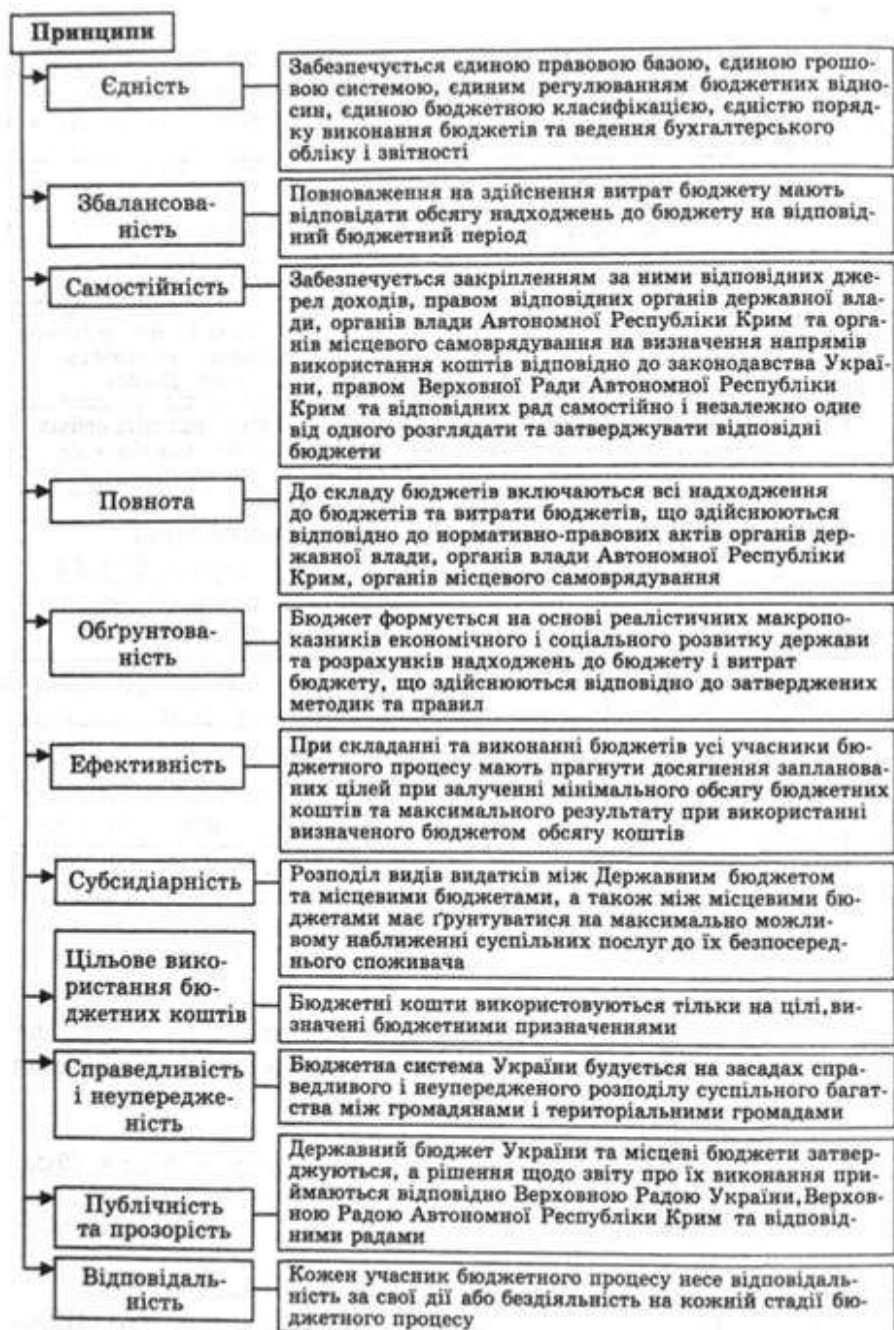 Принципи
Єдність
Забезпечується єдиною правовою базою, єдиною грошо-
вою системою, єдиним регулюванням бюджетних відно-
син, єдиною бюджетною класифікацією, єдністю поряд-
ку виконання бюджетів та ведення бухгалтерського
обліку і звітності
Збалансова-
ність
Повноваження на здійснення витрат бюджету мають
відповідати обсягу надходжень до бюджету на відповід-
ний бюджетний період
Самостійність
Забезпечується закріпленням за ними відповідних дже-
рел доходів, правом відповідних органів державної вла-
ди, органів влади Автономної Республіки Крим та орга-
нів місцевого самоврядування на визначення напрямів
використання коштів відповідно до законодавства Украї-
ни, правом Верховної Ради Автономної Республіки
Крим та відповідних рад самостійно і незалежно одне
від одного розглядати та затверджувати відповідні
бюджети
Повнота
До складу бюджетів включаються всі надходження
до бюджетів та витрати бюджетів, що здійснюються
відповідно до нормативно-правових актів органів дер-
жавної влади, органів влади Автономної Республіки
Крим, органів місцевого самоврядування
Обґрунтова-
ність
Бюджет формується на основі реалістичних макропо-
казників економічного і соціального розвитку держави
та розрахунків надходжень до бюджету і витрат
бюджету, що здійснюються відповідно до затверджених
методик та правил
Ефективність
При складанні та виконанні бюджетів усі учасники бю-
джетного процесу мають прагнути досягнення запланова-
них цілей при залученні мінімального обсягу бюджетних
коштів та максимального результату при використанні
визначеного бюджетом обсягу коштів
Субсидіарність
Розподіл видів видатків між Державним бюджетом
та місцевими бюджетами, а також між місцевими бю-
джетами має ґрунтуватися на максимально можли-
вому наближенні суспільних послуг до їх безпосеред-
нього споживача
Цільове вико-
ристання бю-
джетних коштів
Бюджетні кошти використовуються тільки на цілі, ви-
значені бюджетними призначеннями
Справедливість
і неупередже-
ність
Бюджетна система України будується на засадах спра-
ведливого і неупередженого розподілу суспільного багат-
ства між громадянами і територіальними громадами
Публічність
та прозорість
Державний бюджет України та місцеві бюджети затвер-
джуються, а рішення щодо звіту про їх виконання при-
ймаються відповідно Верховною Радою України, Верхов-
ною Радою Автономної Республіки Крим та відповід-
ними радами
Відповідаль-
ність
Кожен учасник бюджетного процесу несе відповідаль-
ність за свої дії або бездіяльність на кожній стадії бю-
джетного процесу